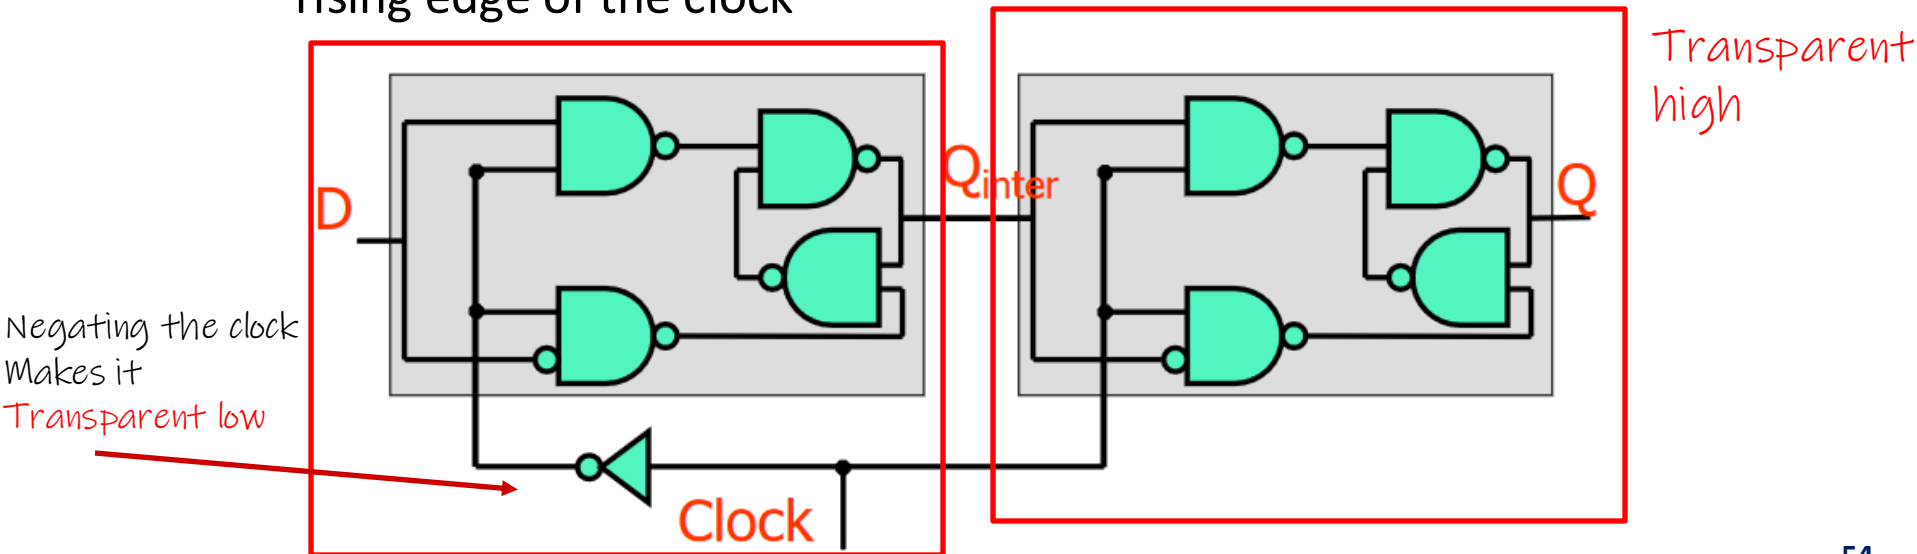 rising edge of the clock
Transparent
high
D
Qinter
Q
Negating the clock
Makes it
Transparent low
Clock
54